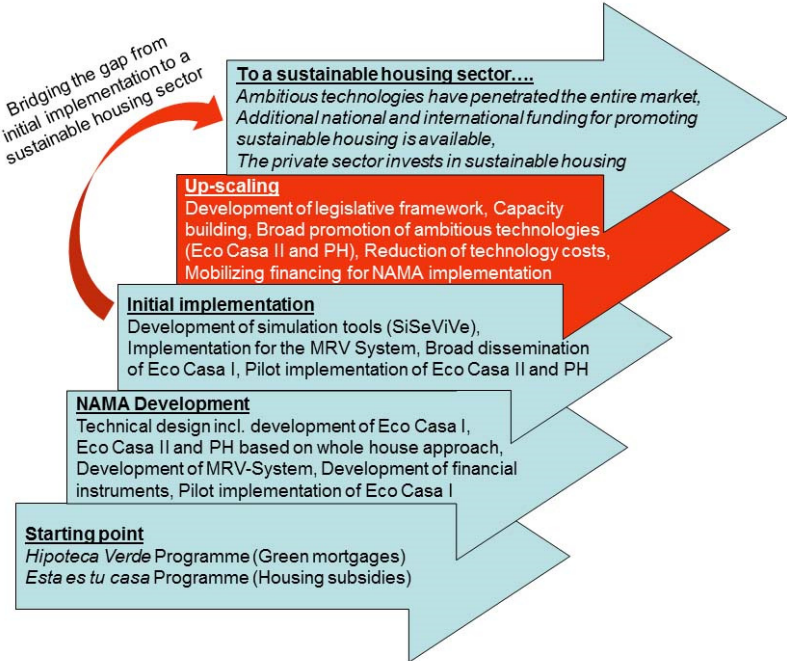 Bridging the gap from
initial implementation to a
sustainable housing sector
To a sustainable housing sector....
Ambitious technologies have penetrated the entire market,
Additional national and international funding for promoting
sustainable housing is available,
The private sector invests in sustainable housing
Up-scaling
Development of legislative framework, Capacity
building, Broad promotion of ambitious technologies
(Eco Casa II and PH), Reduction of technology costs,
Mobilizing financing for NAMA implementation
Initial implementation
Development of simulation tools (SiSeViVe),
Implementation for the MRV System, Broad dissemination
of Eco Casa I, Pilot implementation of Eco Casa II and PH
NAMA Development
Technical design incl. development of Eco Casa I,
Eco Casa II and PH based on whole house approach,
Development of MRV-System, Development of financial
instruments, Pilot implementation of Eco Casa I
Starting point
Hipoteca Verde Programme (Green mortgages)
Esta es tu casa Programme (Housing subsidies)